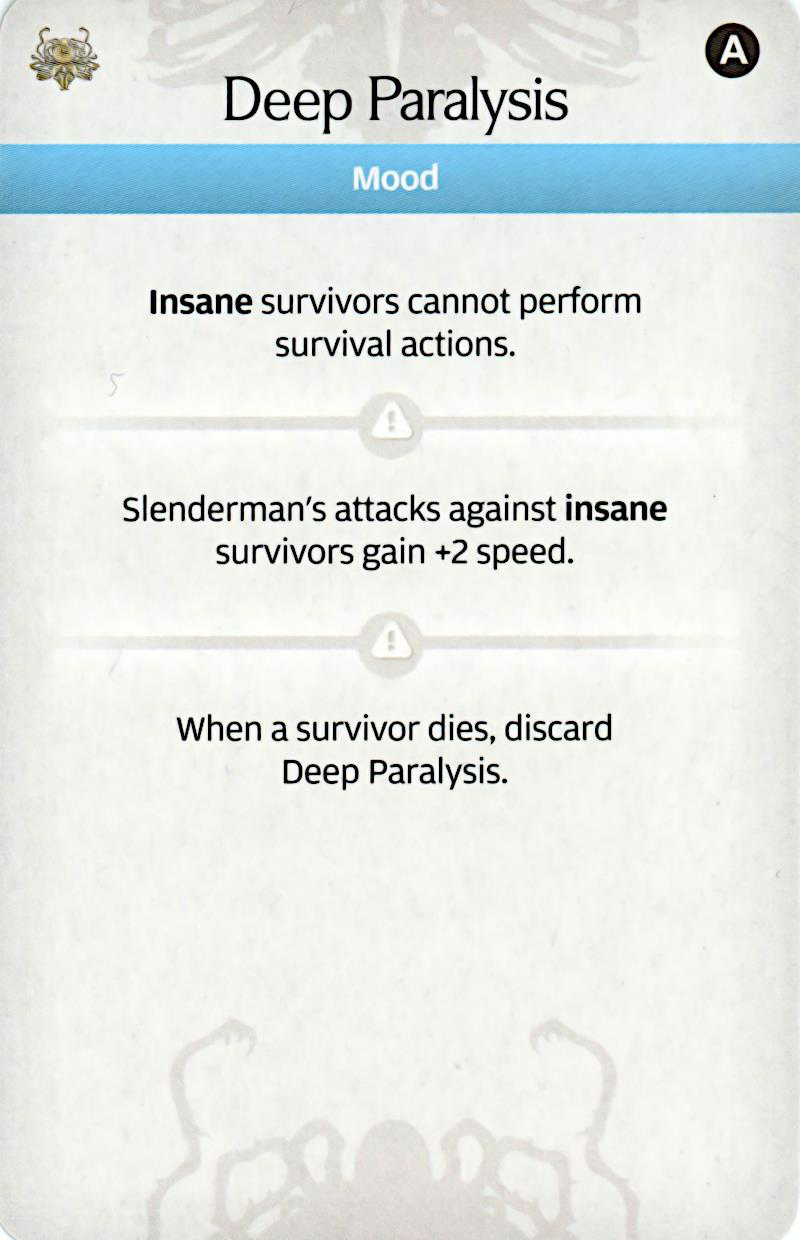 A
Deep Paralysis
Mood
Insane survivors cannot perform
survival actions.
Slenderman's attacks against insane
survivors gain +2 speed.
When a survivor dies, discard
Deep Paralysis.